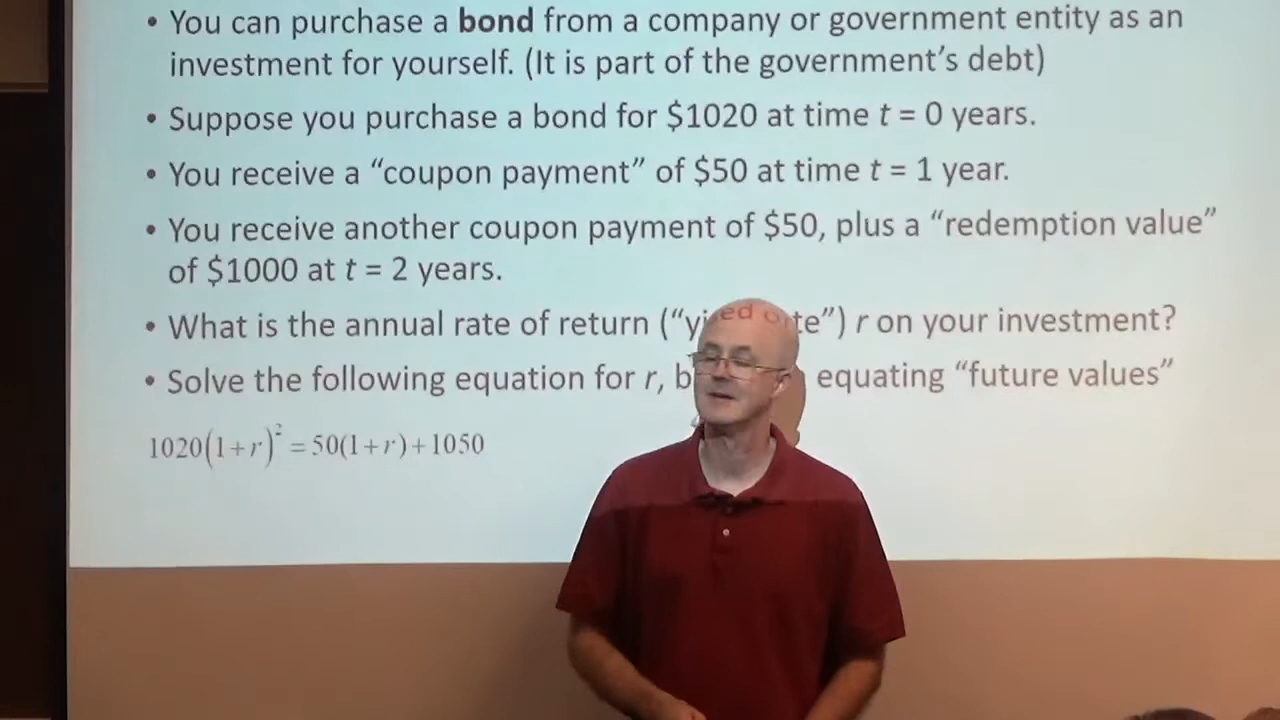 • You can purchase a bond from a company or government entity as an
investment for yourself. (It is part of the government's debt)
• Suppose you purchase a bond for $1020 at time t = 0 years.
• You receive a “coupon payment” of $50 at time t = 1 year.
• You receive another coupon payment of $50, plus a “redemption value”
of $1000 at t = 2 years.
• What is the annual rate of return (“yi te”) r on your investment?
• Solve the following equation for r, equating “future values”
1020(1+r)² = 50(1+r)+1050